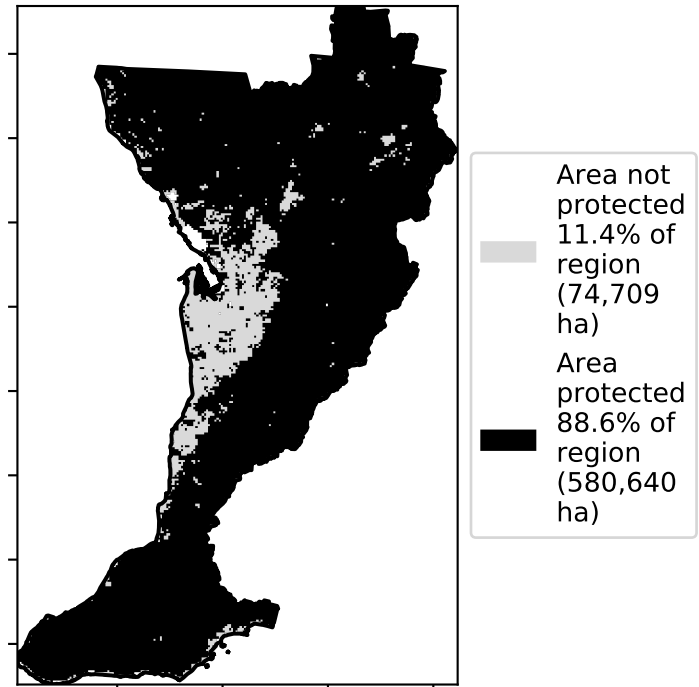 Area not
protected
11.4% of
region
(74,709
ha)
Area
protected
88.6% of
region
(580,640
ha)